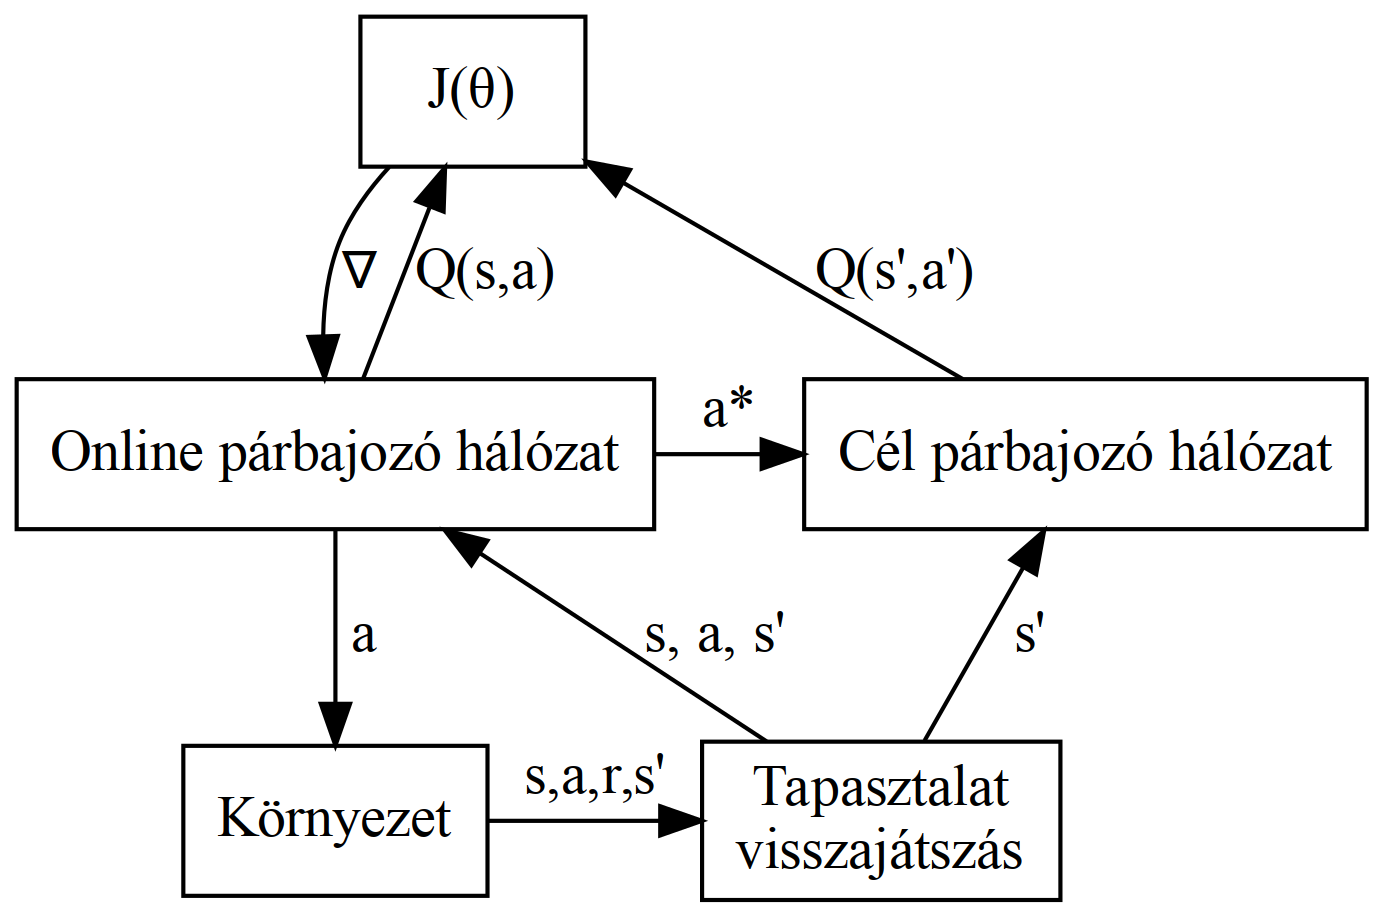 J(θ)
∇
Q(s,a)
Q(s',a')
Online párbajozó hálózat
a*
Cél párbajozó hálózat
a
s, a, s'
s'
Környezet
s,a,r,s'
Tapasztalat
visszajátszás